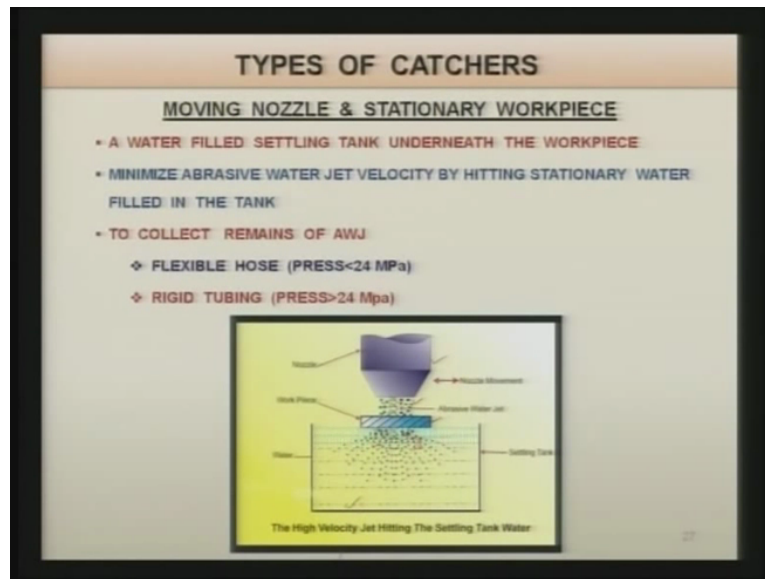 TYPES OF CATCHERS
MOVING NOZZLE & STATIONARY WORKPIECE
• A WATER FILLED SETTLING TANK UNDERNEATH THE WORKPIECE
• MINIMIZE ABRASIVE WATER JET VELOCITY BY HITTING STATIONARY WATER
FILLED IN THE TANK
• TO COLLECT REMAINS OF AWJ
❖ FLEXIBLE HOSE (PRESS<24 MPa)
❖ RIGID TUBING (PRESS>24 Mpa)
Nozzle
Nozzle Movement
Work Piece
Abrasive Water Jet
Water
Settling Tank
The High Velocity Jet Hitting The Settling Tank Water
27